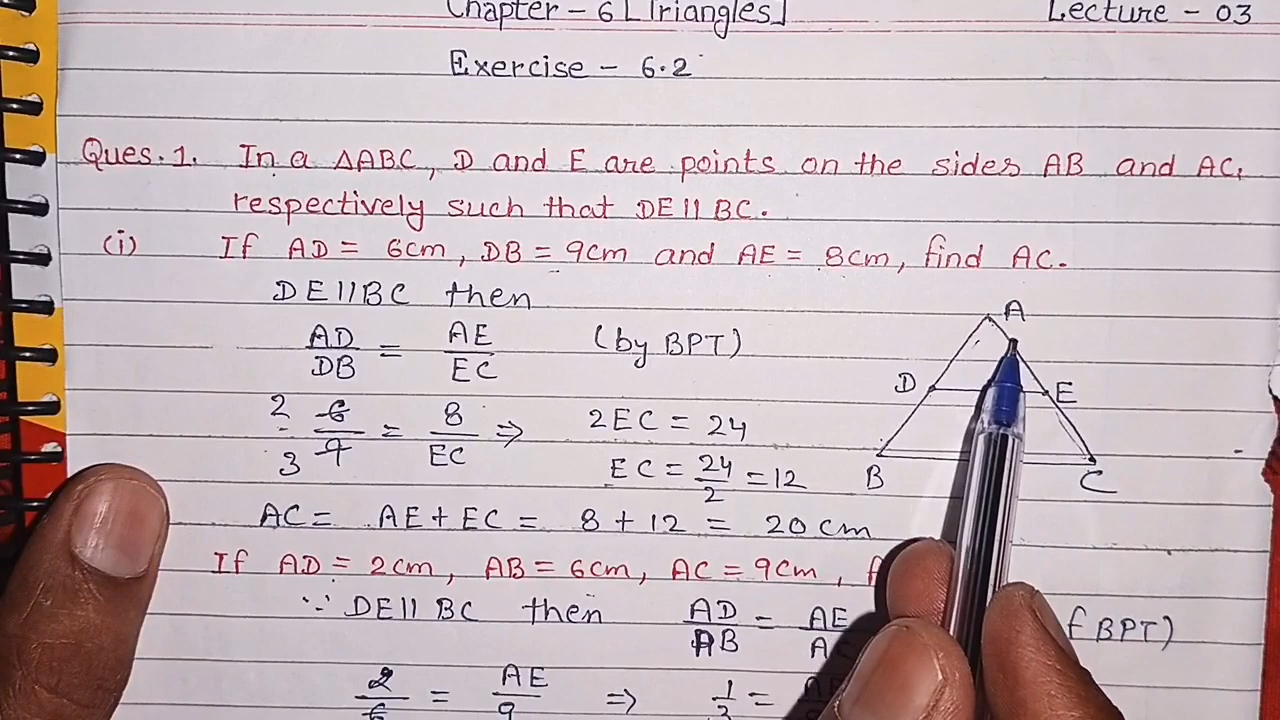 Chapter - 6 [Triangles] Lecture - 03
Exercise - 6.2
Ques. 1. In a ΔABC, D and E are points on the sides AB and AC,
respectively such that DE || BC.
(i) If AD = 6cm, DB = 9cm and AE = 8cm, find AC.
DE || BC then
AD/DB = AE/EC (by BPT)
2/3 6/9 = 8/EC ⇒ 2EC = 24
EC = 24/2 = 12
AC = AE + EC = 8 + 12 = 20 cm
A
D E
B C
If AD = 2cm, AB = 6cm, AC = 9cm,
∵ DE || BC then AD/AB = AE/ BPT)
2/6 = AE/9 ⇒ 1/3 =